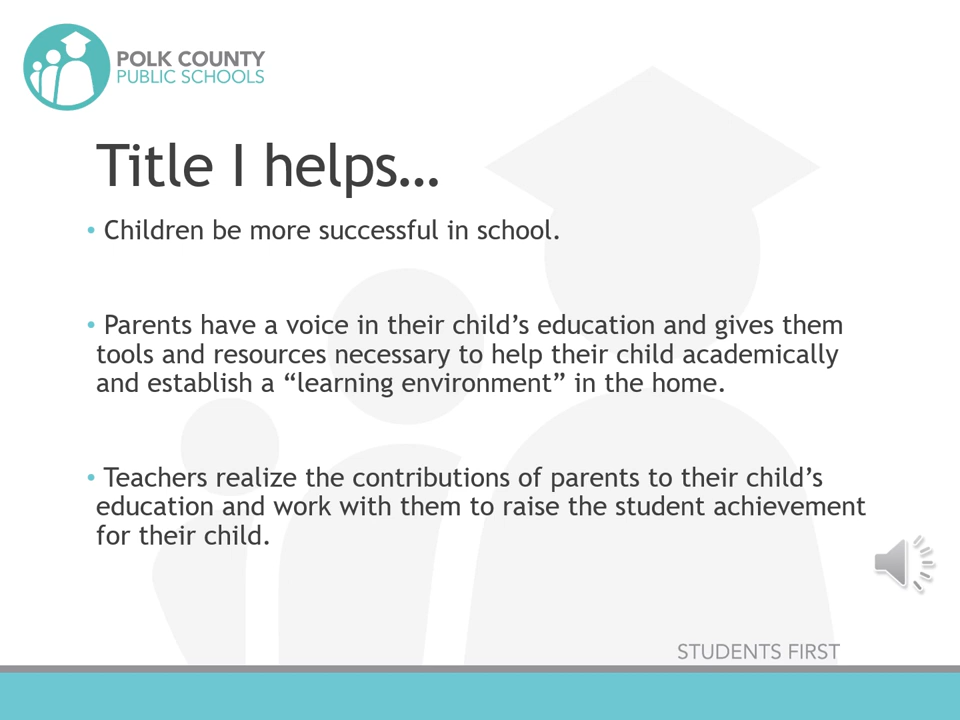 POLK COUNTY
PUBLIC SCHOOLS
Title I helps…
• Children be more successful in school.
• Parents have a voice in their child’s education and gives them
tools and resources necessary to help their child academically
and establish a “learning environment” in the home.
• Teachers realize the contributions of parents to their child’s
education and work with them to raise the student achievement
for their child.
STUDENTS FIRST